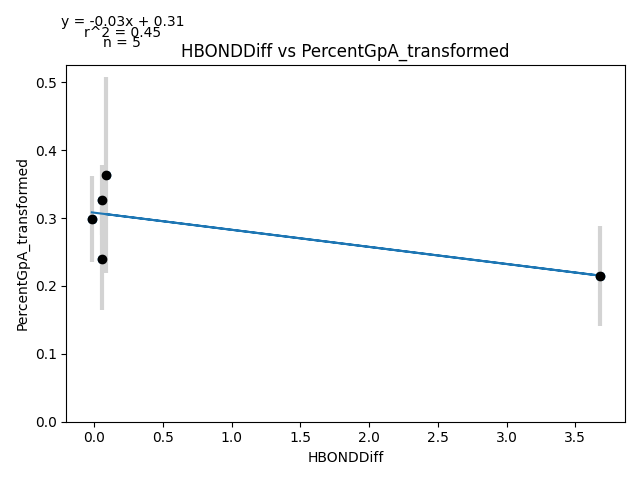 y = -0.03x + 0.31
r^2 = 0.45
n = 5
HBONDDiff vs PercentGpA_transformed
PercentGpA_transformed
0.5
0.4
0.3
0.2
0.1
0.0
0.0 0.5 1.0 1.5 2.0 2.5 3.0 3.5
HBONDDiff